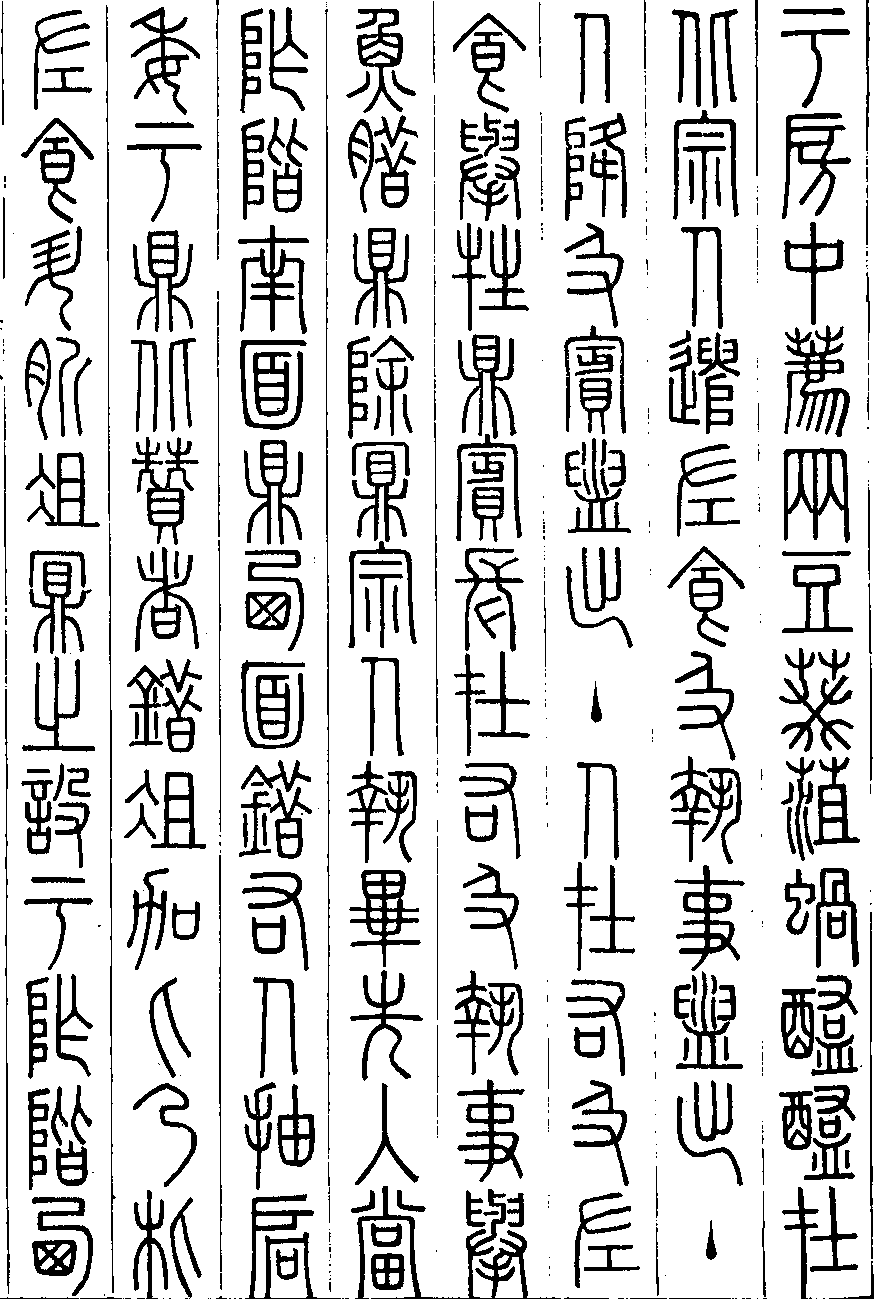 于房中薦兩豆葵菹蝸醢醢在
北宗人遣佐食及執事盥出主
人降及賓盥出主人在右及佐
食舉牲鼎賓長在右及執事舉
魚腊鼎除鼏宗人執畢先入當
阼階南面鼎西面錯右人抽扃
委于鼎北贊者錯俎加匕乃朼
佐食升肵俎鼏之設于阼階西